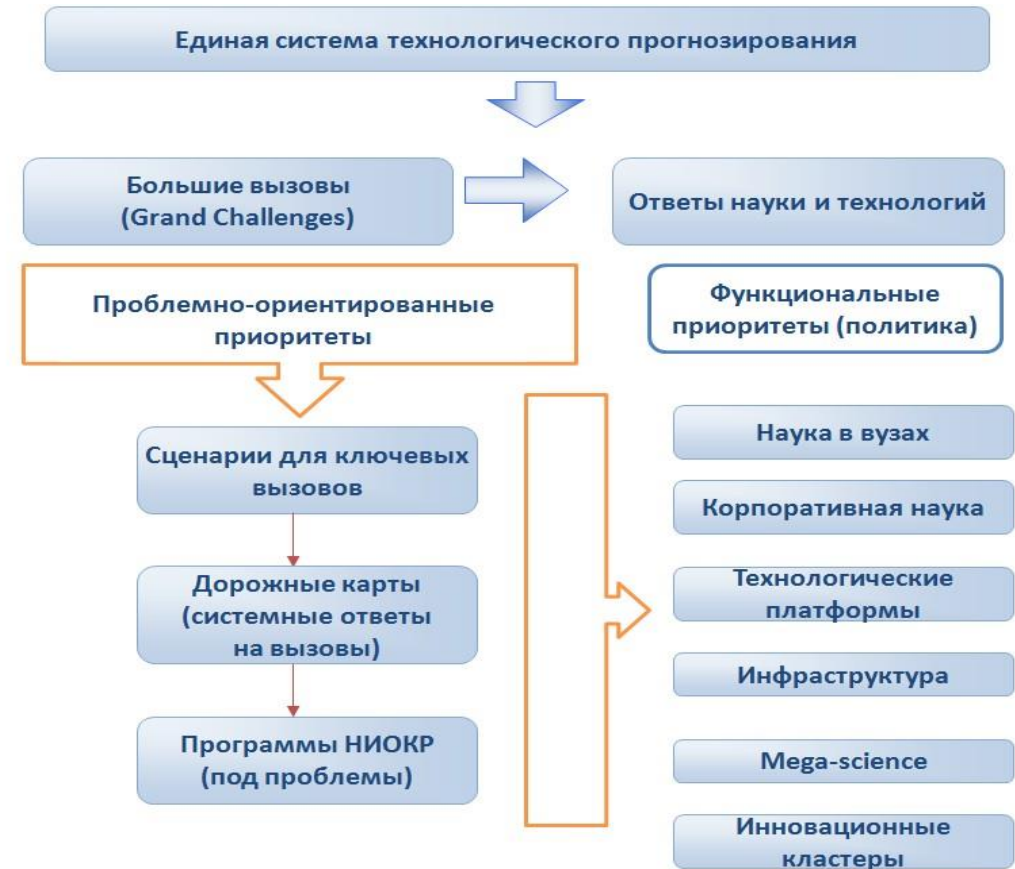 Единая система технологического прогнозирования
Большие вызовы
(Grand Challenges)
Ответы науки и технологий
Проблемно-ориентированные
приоритеты
Функциональные
приоритеты (политика)
Сценарии для ключевых
вызовов
Дорожные карты
(системные ответы
на вызовы)
Программы НИОКР
(под проблемы)
Наука в вузах
Корпоративная наука
Технологические
платформы
Инфраструктура
Mega-science
Инновационные
кластеры